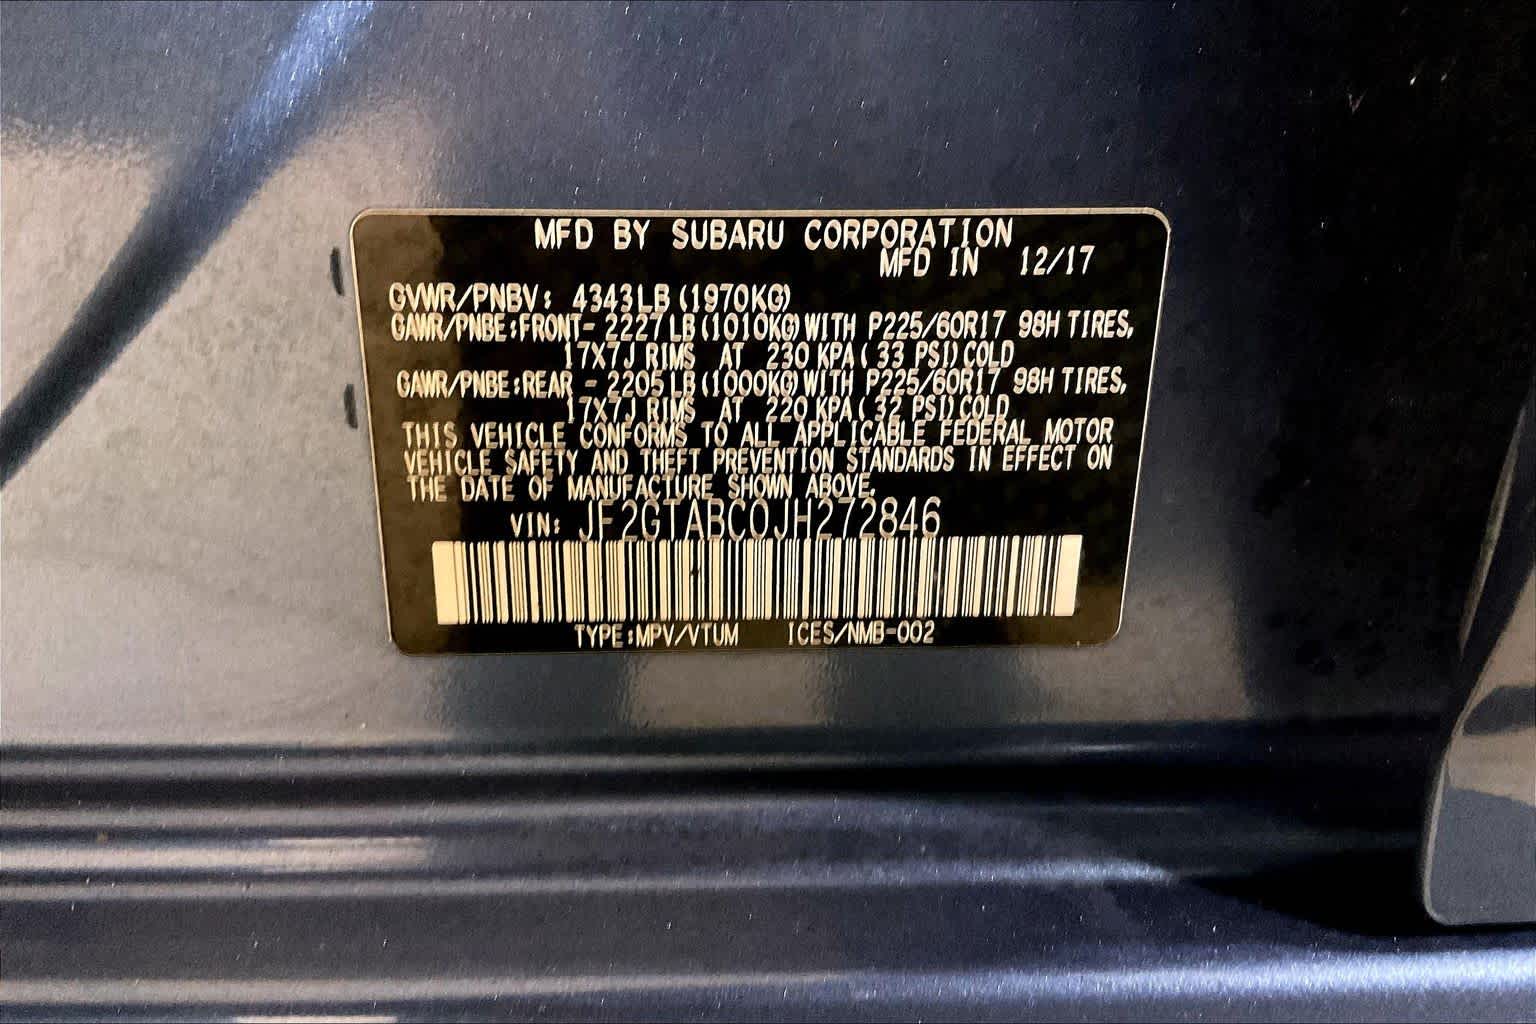 MFD BY SUBARU CORPORATION
MFD IN 12/17
GVWR/PNBV: 4343LB (1970KG)
GAWR/PNBE:FRONT- 2227LB (1010KG) WITH P225/60R17 98H TIRES,
17X7J RIMS AT 230 KPA ( 33 PSI) COLD
GAWR/PNBE:REAR - 2205LB (1000KG) WITH P225/60R17 98H TIRES,
17X7J RIMS AT 220 KPA ( 32 PSI) COLD
THIS VEHICLE CONFORMS TO ALL APPLICABLE FEDERAL MOTOR
VEHICLE SAFETY AND THEFT PREVENTION STANDARDS IN EFFECT ON
THE DATE OF MANUFACTURE SHOWN ABOVE.
VIN: JF2GTABC0JH272846
TYPE:MPV/VTUM ICES/NMB-002